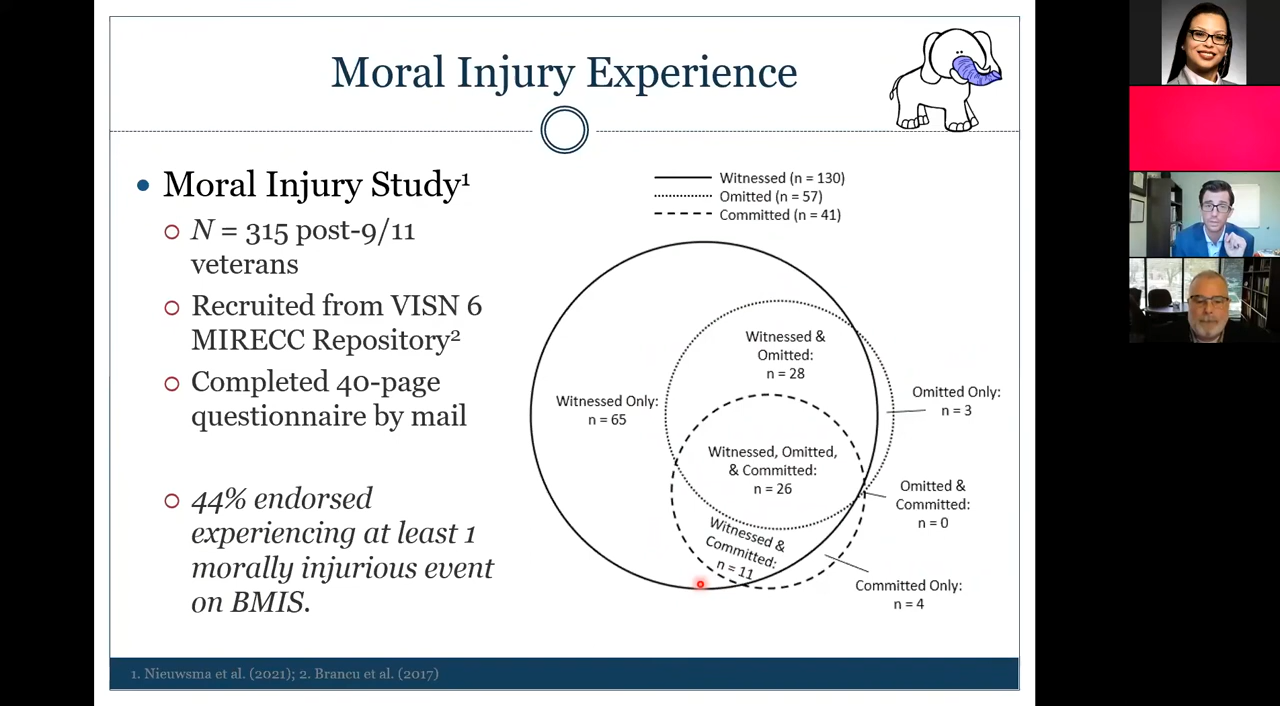 Moral Injury Experience
• Moral Injury Study¹
N = 315 post-9/11
veterans
Recruited from VISN 6
MIRECC Repository²
Completed 40-page
questionnaire by mail
44% endorsed
experiencing at least 1
morally injurious event
on BMIS.
Witnessed (n = 130)
Omitted (n = 57)
Committed (n = 41)
Witnessed &
Omitted:
n = 28
Witnessed Only:
n = 65
Omitted Only:
n = 3
Witnessed, Omitted,
& Committed:
n = 26
Omitted &
Committed:
n = 0
Witnessed &
Committed:
n = 11
Committed Only:
n = 4
1. Nieuwsma et al. (2021); 2. Brancu et al. (2017)